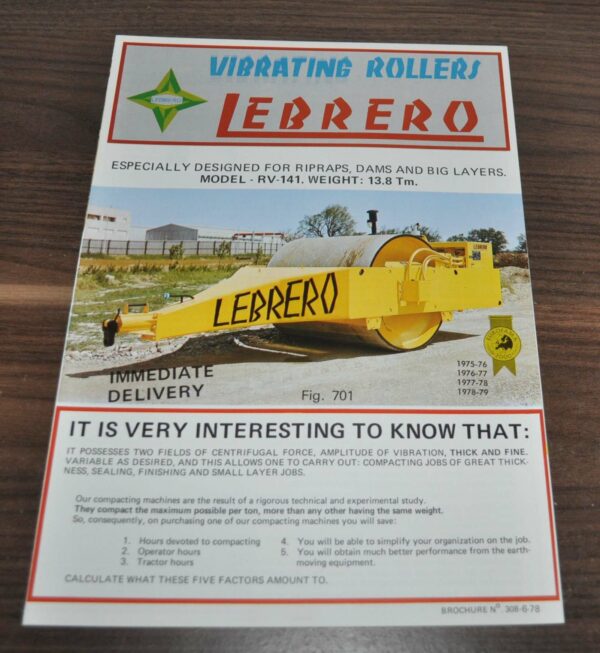 VIBRATING ROLLERS
LEBRERO
LEBRERO
ESPECIALLY DESIGNED FOR RIPRAPS, DAMS AND BIG LAYERS.
MODEL - RV-141. WEIGHT: 13.8 Tm.
LEBRERO
LEBRERO
IMMEDIATE
DELIVERY
Fig. 701
1975-76
1976-77
1977-78
1978-79
IT IS VERY INTERESTING TO KNOW THAT:
IT POSSESSES TWO FIELDS OF CENTRIFUGAL FORCE, AMPLITUDE OF VIBRATION, THICK AND FINE.
VARIABLE AS DESIRED, AND THIS ALLOWS ONE TO CARRY OUT: COMPACTING JOBS OF GREAT THICK-
NESS, SEALING, FINISHING AND SMALL LAYER JOBS.
Our compacting machines are the result of a rigorous technical and experimental study.
They compact the maximum possible per ton, more than any other having the same weight.
So, consequently, on purchasing one of our compacting machines you will save:
1. Hours devoted to compacting
2. Operator hours
3. Tractor hours
4. You will be able to simplify your organization on the job.
5. You will obtain much better performance from the earth-
moving equipment.
CALCULATE WHAT THESE FIVE FACTORS AMOUNT TO.
BROCHURE Nº 308-6-78